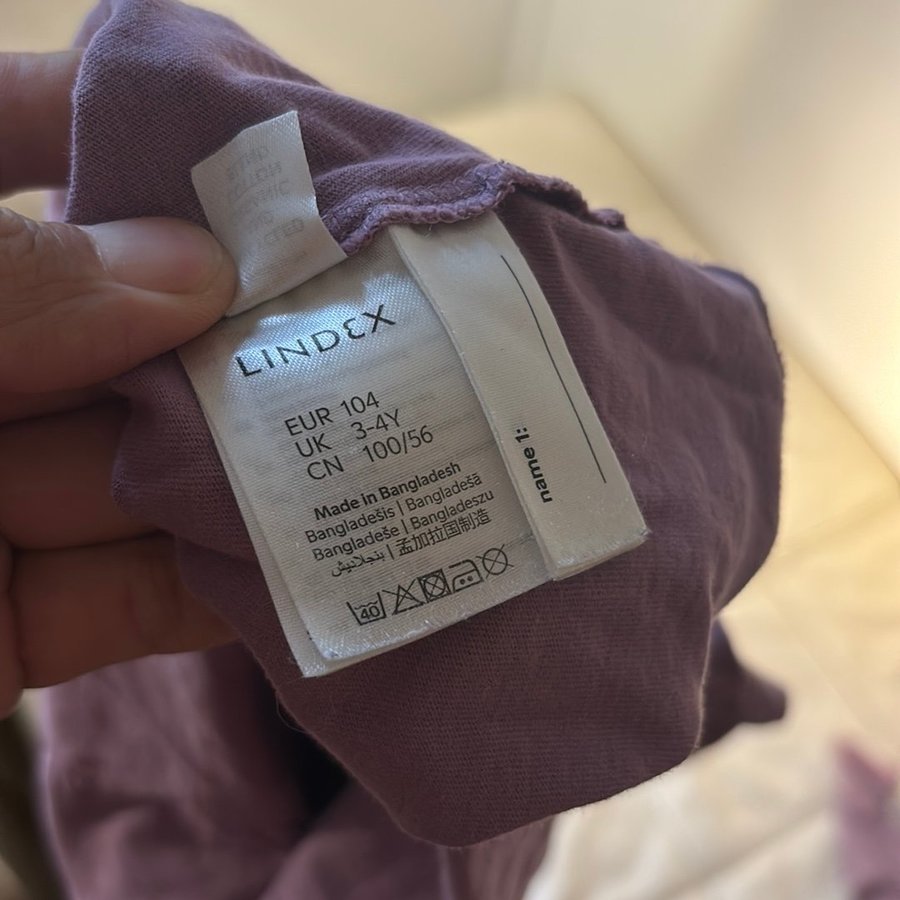 LINDEX
EUR 104
UK 3-4Y
CN 100/56
Made in Bangladesh
Bangladešis | Bangladeša
Bangladeše | Bangladeszu
بنجلاديش | 孟加拉国制造
40
name 1: